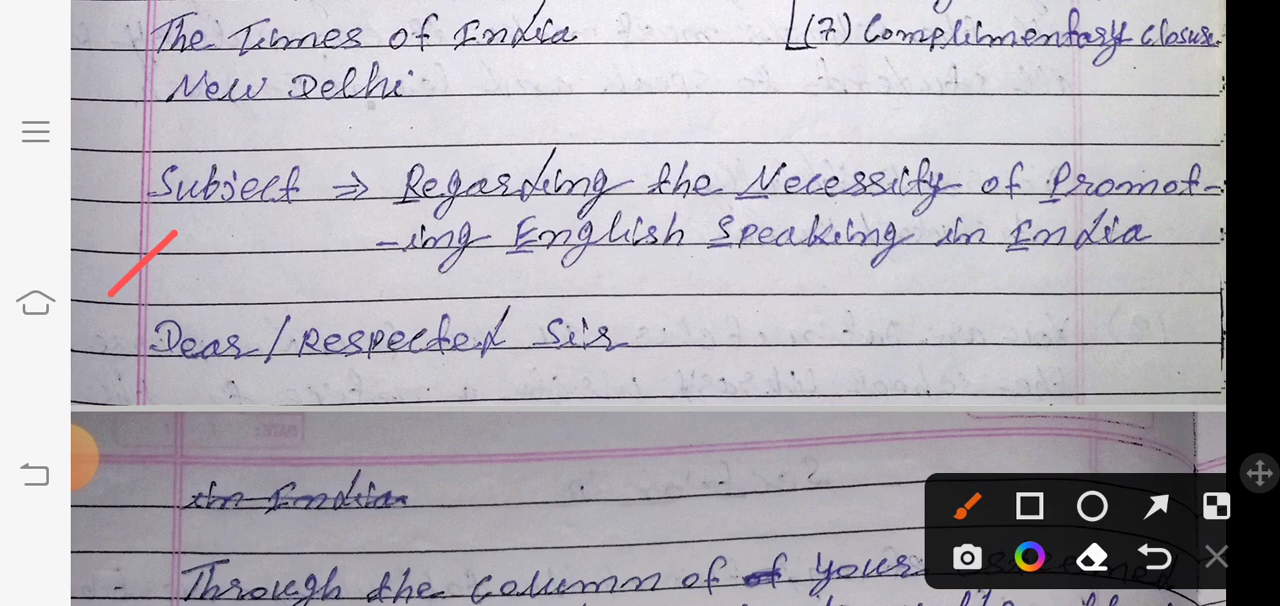 The Times of India
(7) Complimentary closure.
New Delhi
Subject ⇒ Regarding the Necessity of Promot-
-ing English Speaking in India
Dear/Respected Sir
in India
Through the column of of your esteemed